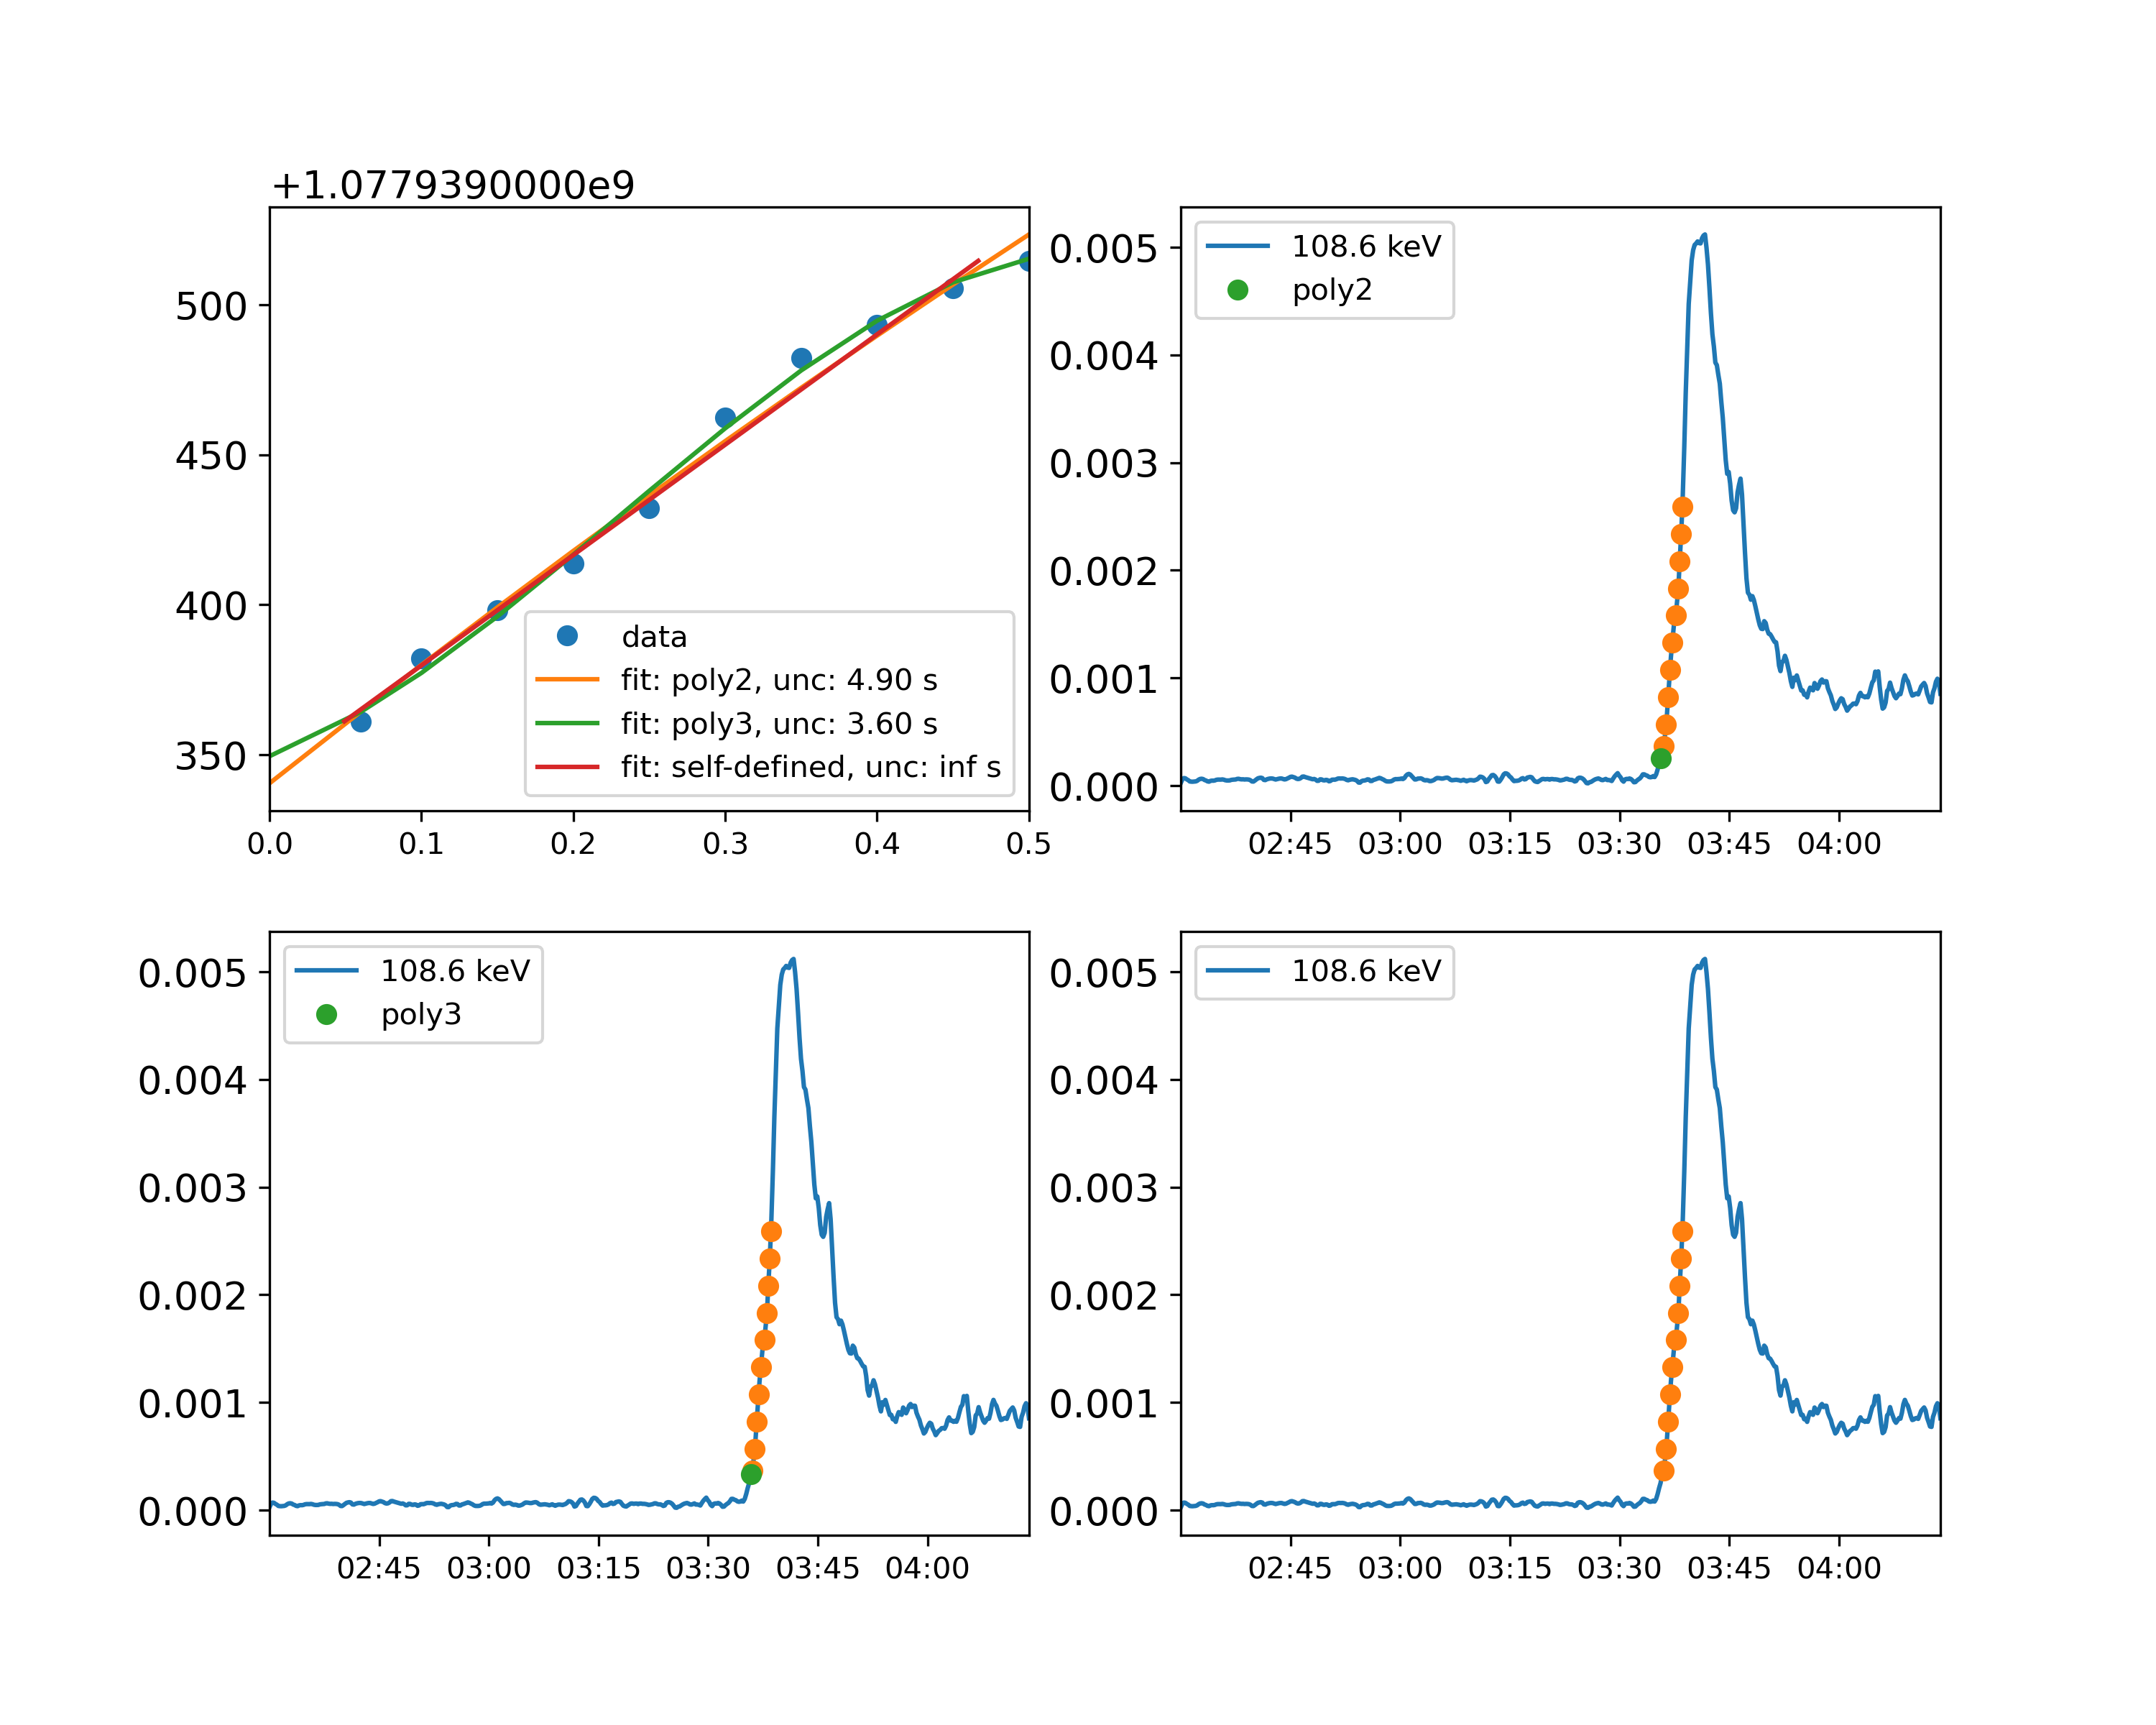 +1.0779390000e9
500
450
400
350
0.0 0.1 0.2 0.3 0.4 0.5
data
fit: poly2, unc: 4.90 s
fit: poly3, unc: 3.60 s
fit: self-defined, unc: inf s
0.005
0.004
0.003
0.002
0.001
0.000
02:45 03:00 03:15 03:30 03:45 04:00
108.6 keV
poly2
0.005
0.004
0.003
0.002
0.001
0.000
02:45 03:00 03:15 03:30 03:45 04:00
108.6 keV
poly3
0.005
0.004
0.003
0.002
0.001
0.000
02:45 03:00 03:15 03:30 03:45 04:00
108.6 keV